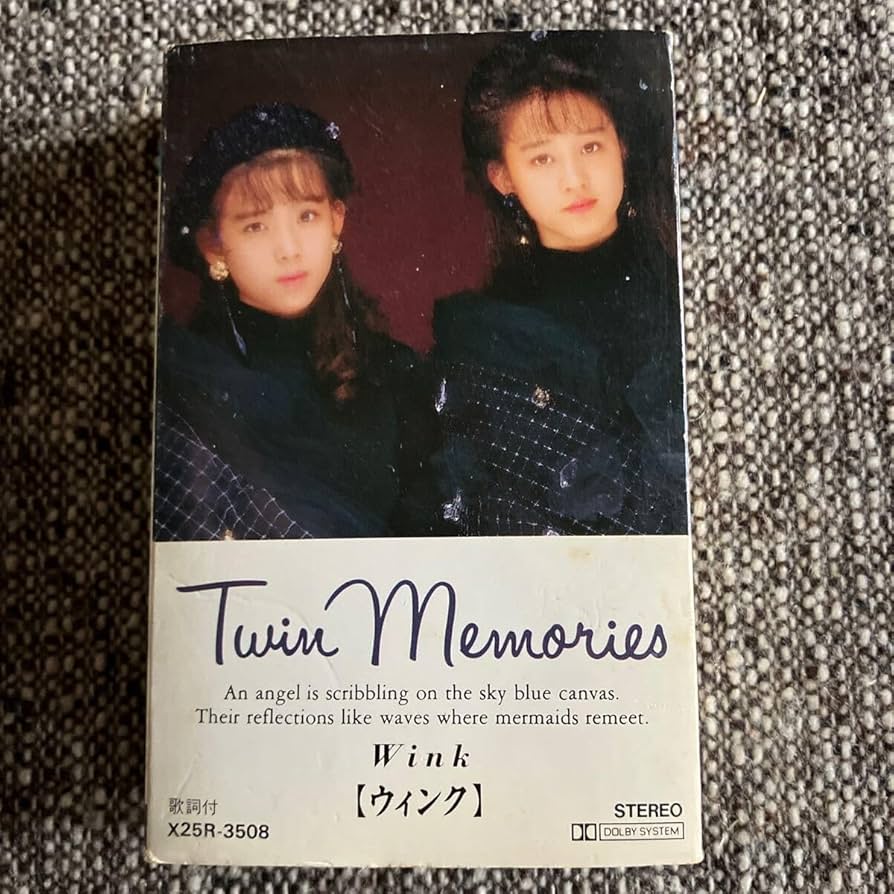 Twin Memories
An angel is scribbling on the sky blue canvas.
Their reflections like waves where mermaids remeet.
Wink
【ウィンク】
歌詞付
X25R-3508
STEREO
DOLBY SYSTEM